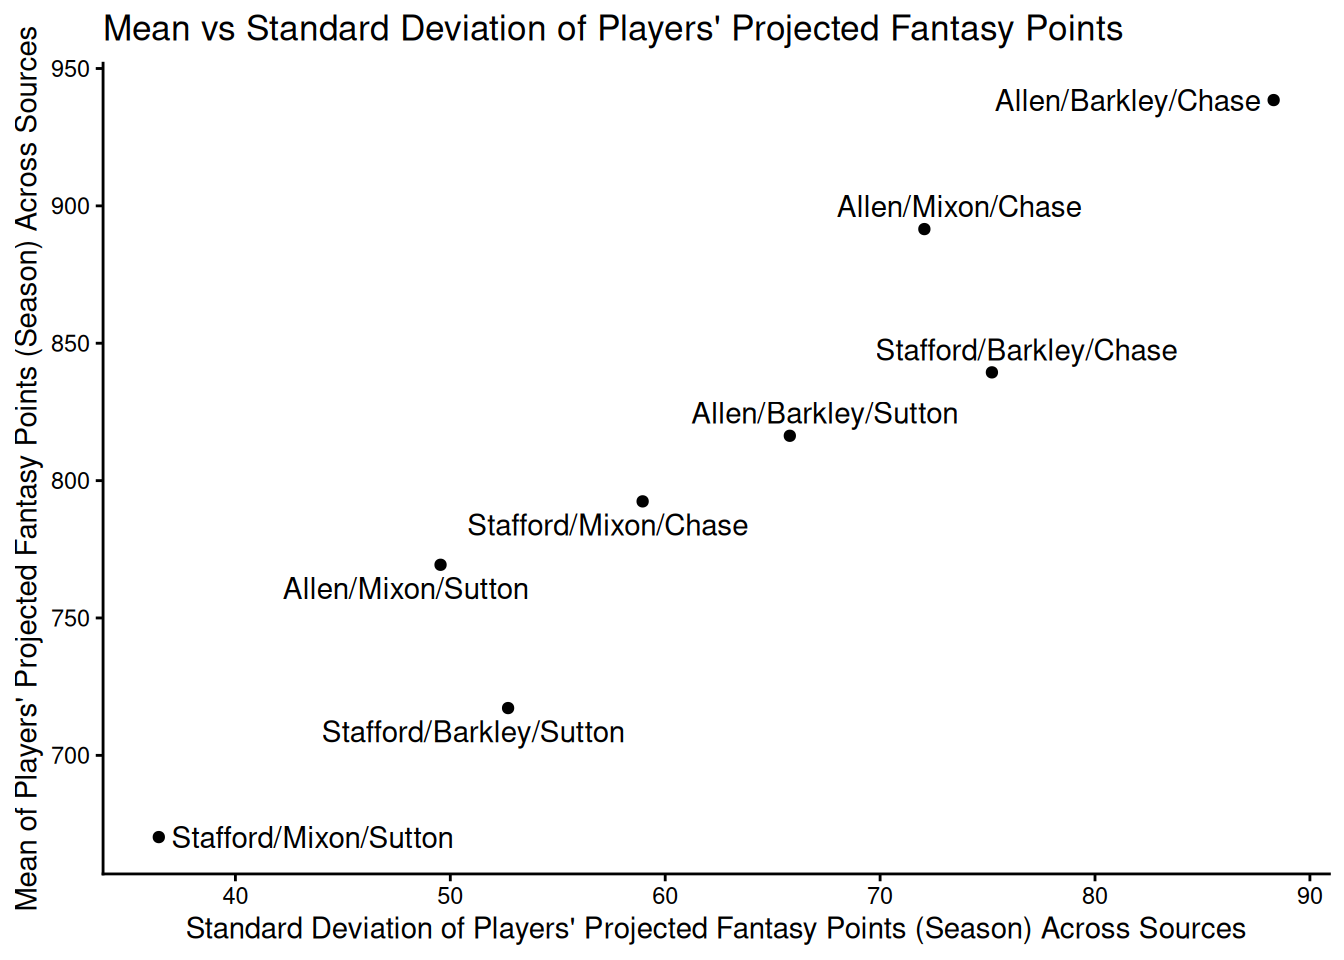 Mean vs Standard Deviation of Players' Projected Fantasy Points
Mean of Players' Projected Fantasy Points (Season) Across Sources
950
900
850
800
750
700
Allen/Barkley/Chase
Allen/Mixon/Chase
Stafford/Barkley/Chase
Allen/Barkley/Sutton
Stafford/Mixon/Chase
Allen/Mixon/Sutton
Stafford/Barkley/Sutton
Stafford/Mixon/Sutton
40 50 60 70 80 90
Standard Deviation of Players' Projected Fantasy Points (Season) Across Sources